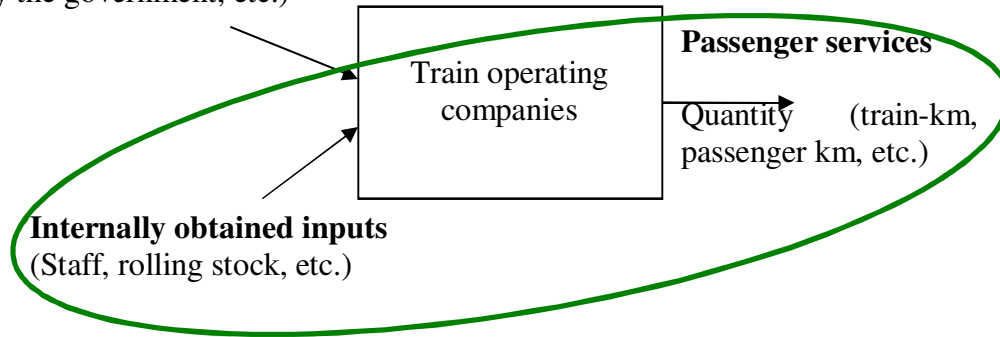 the government, etc.)
Train operating
companies
Passenger services
Quantity (train-km,
passenger km, etc.)
Internally obtained inputs
(Staff, rolling stock, etc.)